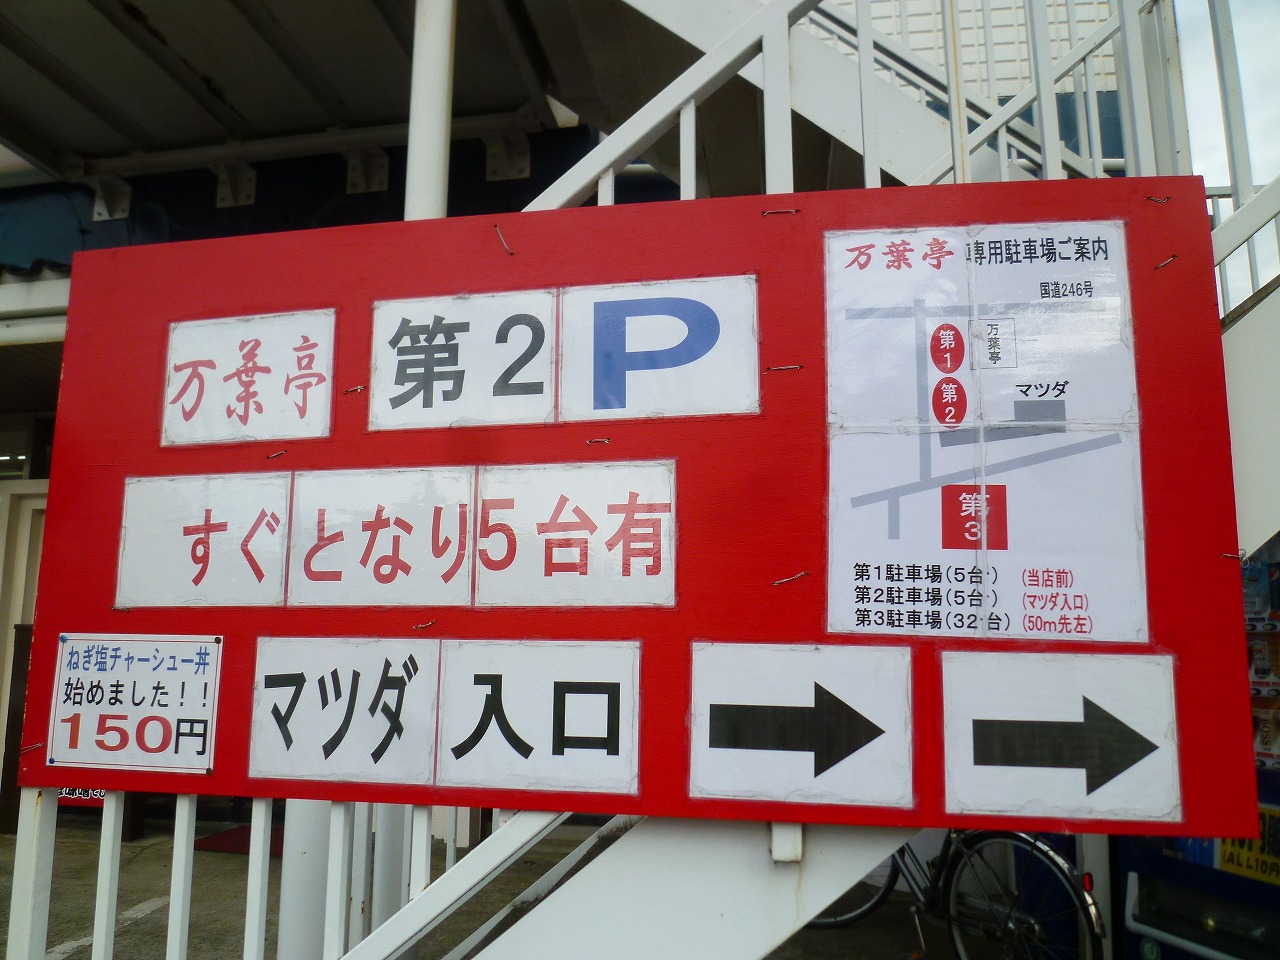 万葉亭 第2 P
すぐとなり5台有
ねぎ塩チャーシュー丼
始めました!!
150円
マツダ 入口
万葉亭 専用駐車場ご案内
国道246号
第1
万葉亭
第2
マツダ
第3
第1駐車場(5台) (当店前)
第2駐車場(5台) (マツダ入口)
第3駐車場(32台) (50m先左)